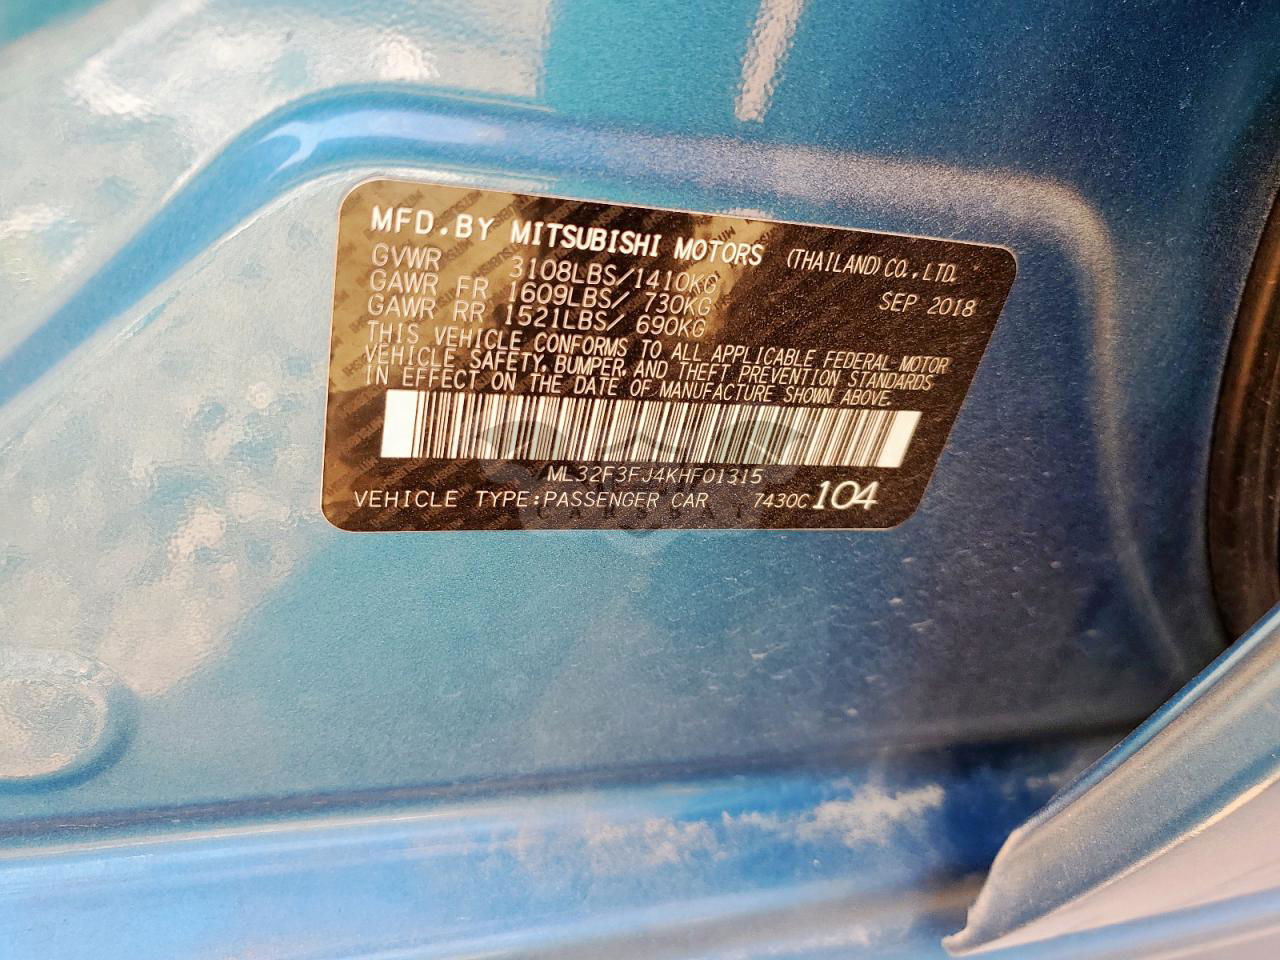 MFD.BY MITSUBISHI MOTORS (THAILAND) CO., LTD.
GVWR 3108LBS/1410KG SEP 2018
GAWR FR 1609LBS/ 730KG
GAWR RR 1521LBS/ 690KG
THIS VEHICLE CONFORMS TO ALL APPLICABLE FEDERAL MOTOR
VEHICLE SAFETY, BUMPER, AND THEFT PREVENTION STANDARDS
IN EFFECT ON THE DATE OF MANUFACTURE SHOWN ABOVE.
ML32F3FJ4KHF01315
VEHICLE TYPE:PASSENGER CAR 7430C 104